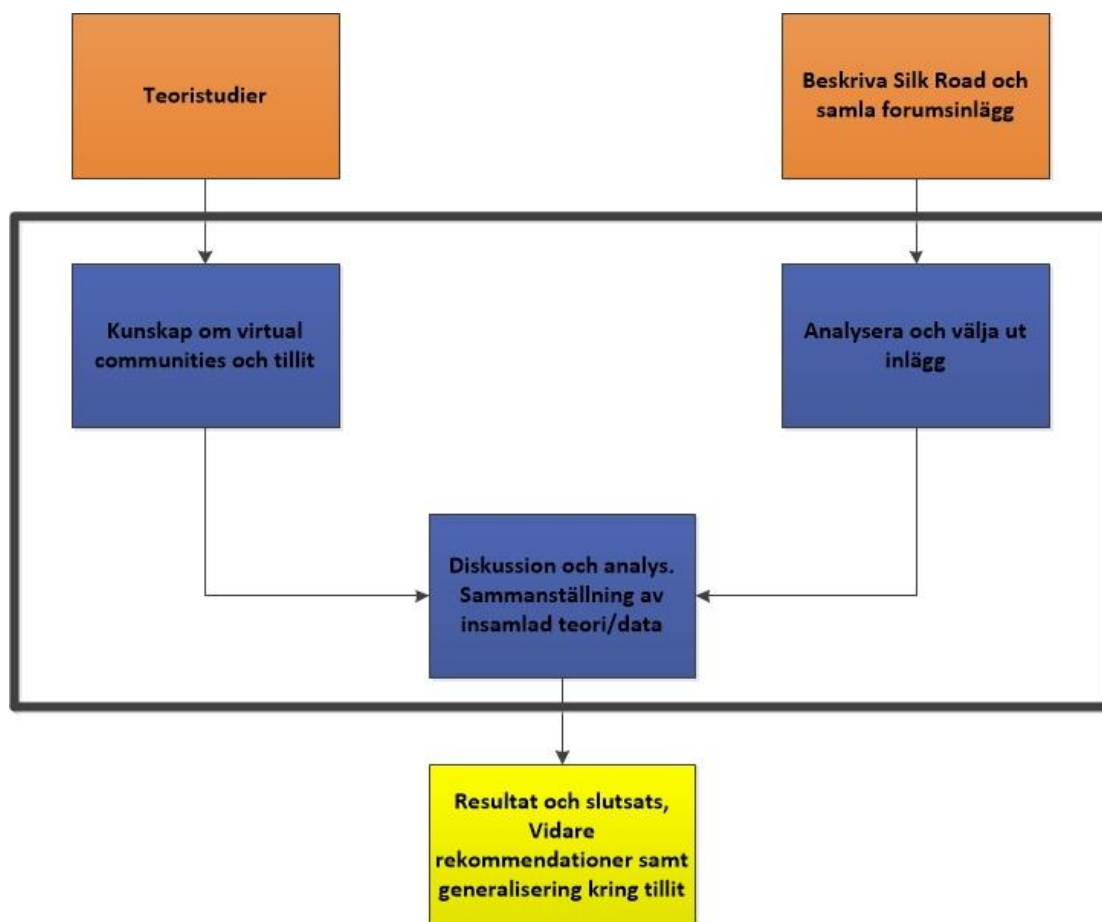 Teoristudier
Beskriva Silk Road och
samla forumsinlägg
Kunskap om virtual
communities och tillit
Analysera och välja ut
inlägg
Diskussion och analys.
Sammanställning av
insamlad teori/data
Resultat och slutsats,
Vidare
rekommendationer samt
generalisering kring tillit